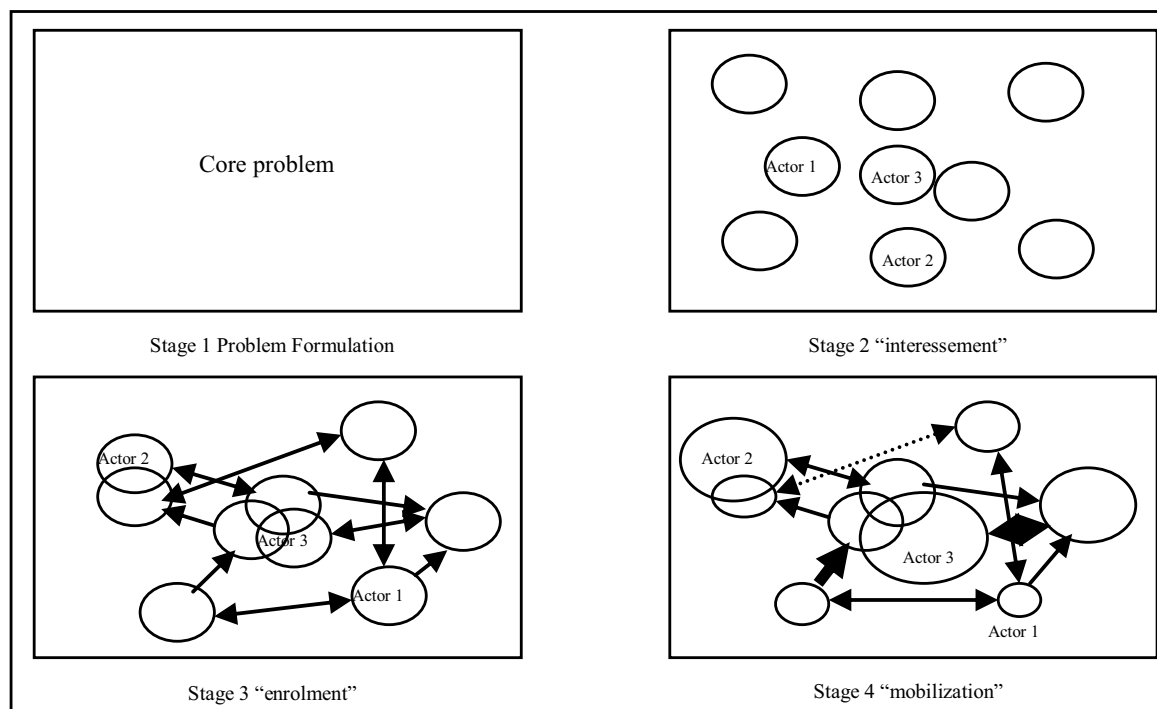 Core problem
Stage 1 Problem Formulation
Actor 1
Actor 3
Actor 2
Stage 2 “interessement”
Actor 2
Actor 3
Actor 1
Stage 3 “enrolment”
Actor 2
Actor 3
Actor 1
Stage 4 “mobilization”